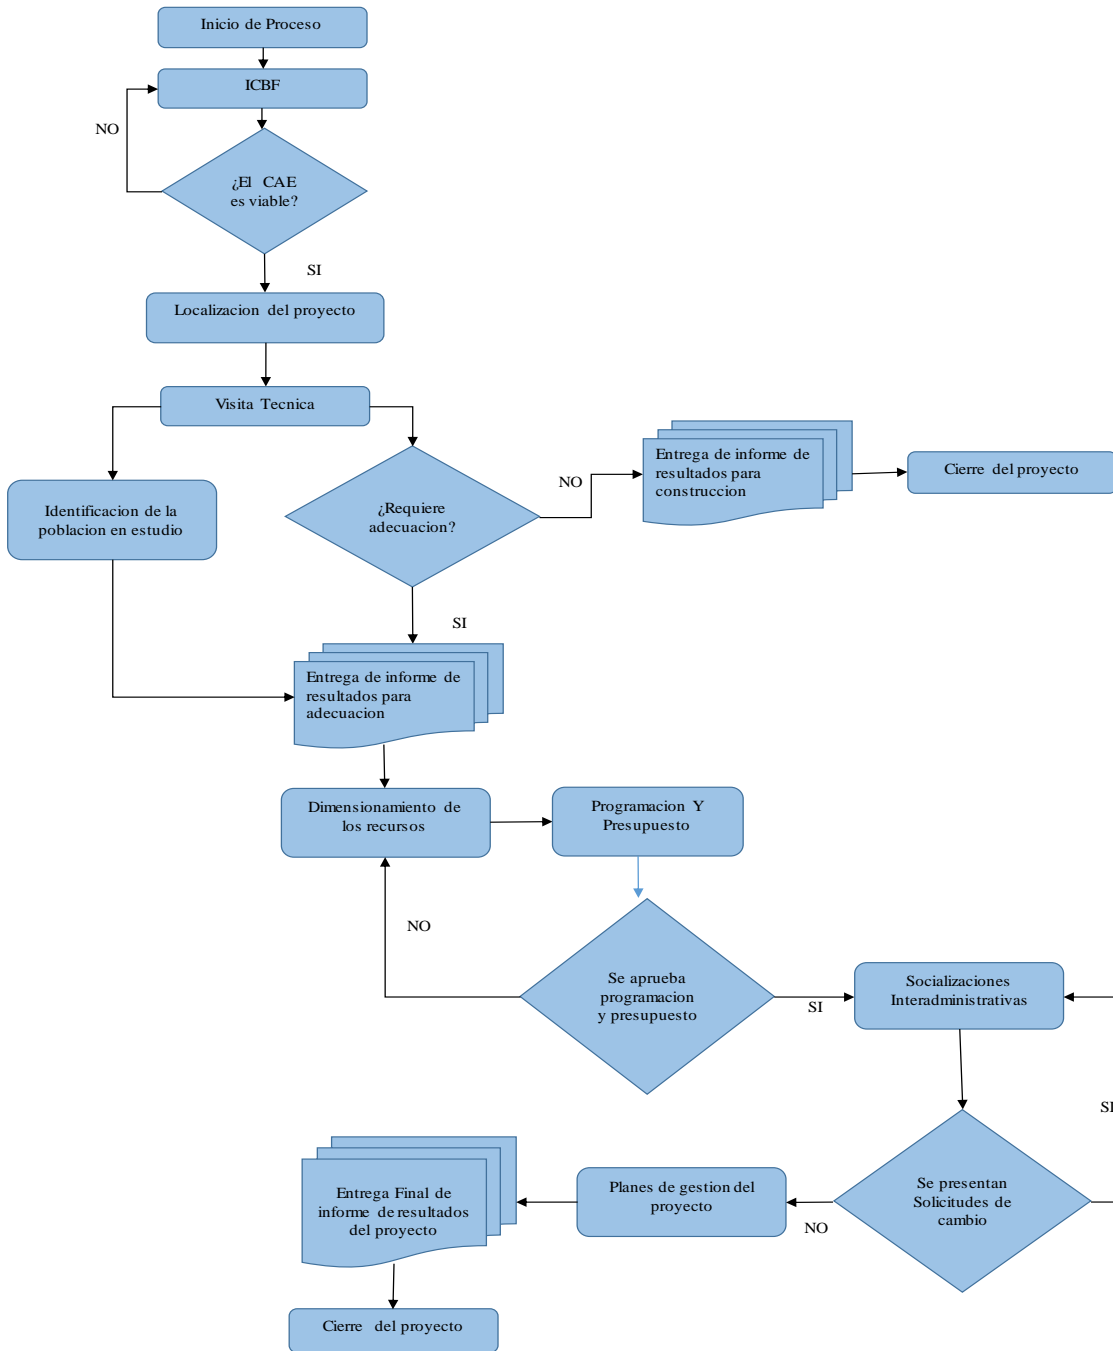 Inicio de Proceso
ICBF
NO
¿El CAE
es viable?
SI
Localizacion del proyecto
Visita Tecnica
Entrega de informe de
resultados para
construccion
Cierre del proyecto
NO
Identificacion de la
poblacion en estudio
¿Requiere
adecuacion?
SI
Entrega de informe de
resultados para
adecuacion
Dimensionamiento de
los recursos
Programacion Y
Presupuesto
NO
Se aprueba
programacion
y presupuesto
SI
Socializaciones
Interadministrativas
SI
Se presentan
Solicitudes de
cambio
NO
Planes de gestion del
proyecto
Entrega Final de
informe de resultados
del proyecto
Cierre del proyecto